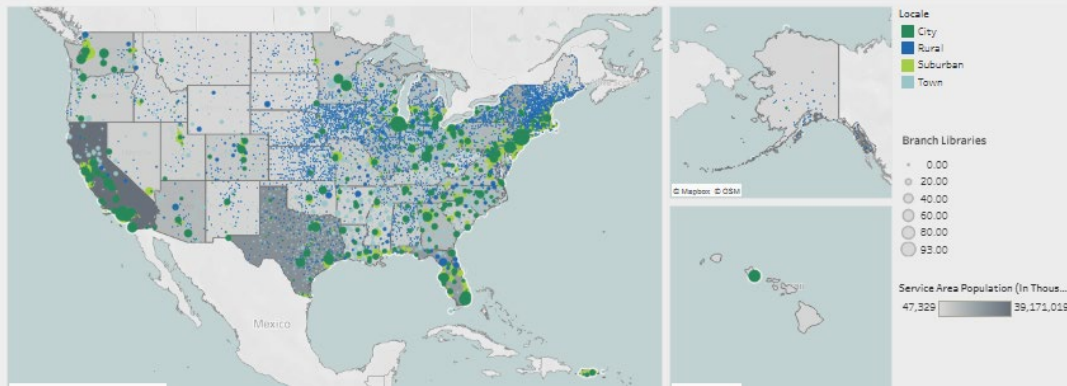 Mexico
© Mapbox © OSM
Locale
City
Rural
Suburban
Town
Branch Libraries
0.00
20.00
40.00
60.00
80.00
93.00
Service Area Population (In Thous...
47,329
39,171,019